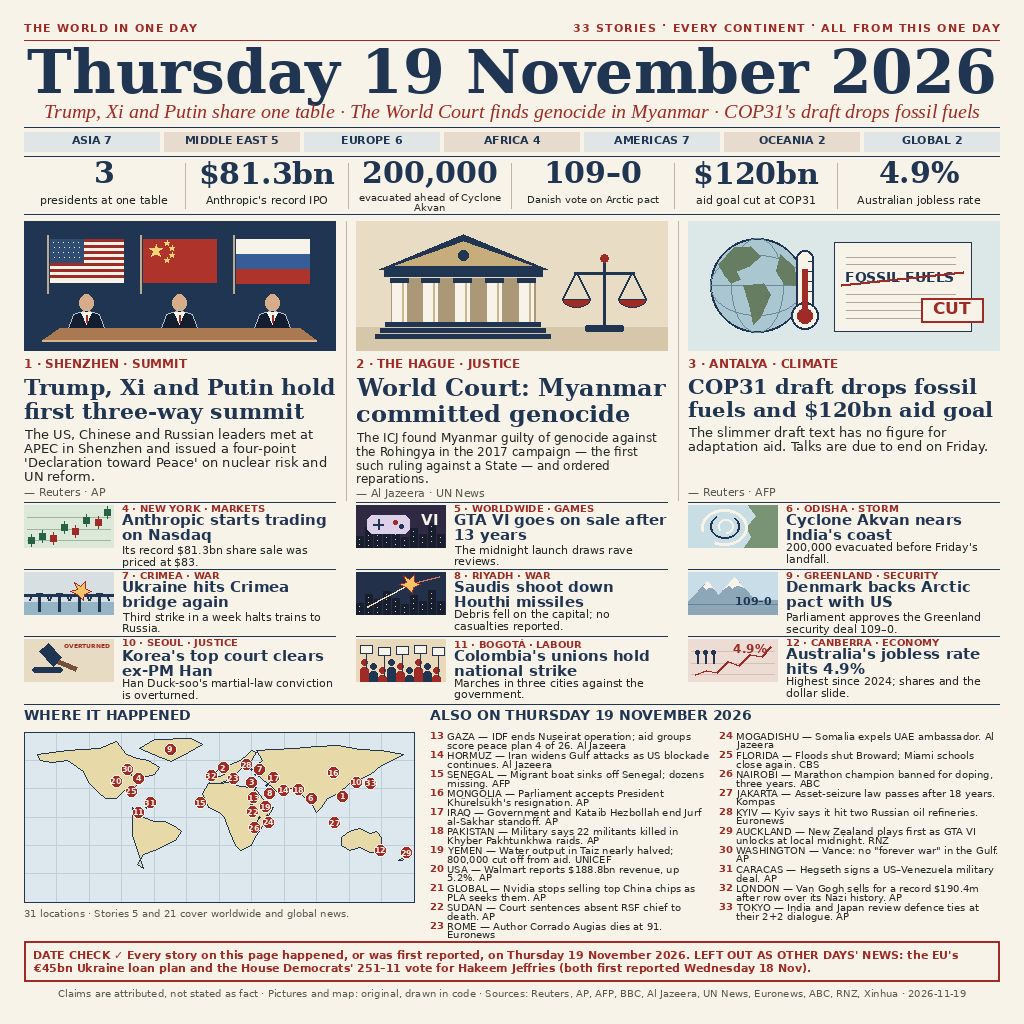 THE WORLD IN ONE DAY
33 STORIES · EVERY CONTINENT · ALL FROM THIS ONE DAY
Thursday 19 November 2026
Trump, Xi and Putin share one table · The World Court finds genocide in Myanmar · COP31's draft drops fossil fuels
ASIA 7
MIDDLE EAST 5
EUROPE 6
AFRICA 4
AMERICAS 7
OCEANIA 2
GLOBAL 2
3
presidents at one table
$81.3bn
Anthropic's record IPO
200,000
evacuated ahead of Cyclone
Akvan
109–0
Danish vote on Arctic pact
$120bn
aid goal cut at COP31
4.9%
Australian jobless rate
FOSSIL FUELS
CUT
1 · SHENZHEN · SUMMIT
Trump, Xi and Putin hold
first three-way summit
The US, Chinese and Russian leaders met at
APEC in Shenzhen and issued a four-point
'Declaration toward Peace' on nuclear risk and
UN reform.
— Reuters · AP
2 · THE HAGUE · JUSTICE
World Court: Myanmar
committed genocide
The ICJ found Myanmar guilty of genocide against
the Rohingya in the 2017 campaign — the first
such ruling against a State — and ordered
reparations.
— Al Jazeera · UN News
3 · ANTALYA · CLIMATE
COP31 draft drops fossil
fuels and $120bn aid goal
The slimmer draft text has no figure for
adaptation aid. Talks are due to end on Friday.
— Reuters · AFP
4 · NEW YORK · MARKETS
Anthropic starts trading
on Nasdaq
Its record $81.3bn share sale was
priced at $83.
VI
5 · WORLDWIDE · GAMES
GTA VI goes on sale after
13 years
The midnight launch draws rave
reviews.
6 · ODISHA · STORM
Cyclone Akvan nears
India's coast
200,000 evacuated before Friday's
landfall.
7 · CRIMEA · WAR
Ukraine hits Crimea
bridge again
Third strike in a week halts trains to
Russia.
8 · RIYADH · WAR
Saudis shoot down
Houthi missiles
Debris fell on the capital; no
casualties reported.
109–0
9 · GREENLAND · SECURITY
Denmark backs Arctic
pact with US
Parliament approves the Greenland
security deal 109–0.
OVERTURNED
10 · SEOUL · JUSTICE
Korea's top court clears
ex-PM Han
Han Duck-soo's martial-law conviction
is overturned.
11 · BOGOTÁ · LABOUR
Colombia's unions hold
national strike
Marches in three cities against the
government.
4.9%
12 · CANBERRA · ECONOMY
Australia's jobless rate
hits 4.9%
Highest since 2024; shares and the
dollar slide.
WHERE IT HAPPENED
31 locations · Stories 5 and 21 cover worldwide and global news.
ALSO ON THURSDAY 19 NOVEMBER 2026
13 GAZA — IDF ends Nuseirat operation; aid groups
score peace plan 4 of 26. Al Jazeera
14 HORMUZ — Iran widens Gulf attacks as US blockade
continues. Al Jazeera
15 SENEGAL — Migrant boat sinks off Senegal; dozens
missing. AFP
16 MONGOLIA — Parliament accepts President
Khürelsükh's resignation. AP
17 IRAQ — Government and Kataib Hezbollah end Jurf
al-Sakhar standoff. AP
18 PAKISTAN — Military says 22 militants killed in
Khyber Pakhtunkhwa raids. AP
19 YEMEN — Water output in Taiz nearly halved;
800,000 cut off from aid. UNICEF
20 USA — Walmart reports $188.8bn revenue, up
5.2%. AP
21 GLOBAL — Nvidia stops selling top China chips as
PLA seeks them. AP
22 SUDAN — Court sentences absent RSF chief to
death. AP
23 ROME — Author Corrado Augias dies at 91.
Euronews
24 MOGADISHU — Somalia expels UAE ambassador. Al
Jazeera
25 FLORIDA — Floods shut Broward; Miami schools
close again. CBS
26 NAIROBI — Marathon champion banned for doping,
three years. ABC
27 JAKARTA — Asset-seizure law passes after 18 years.
Kompas
28 KYIV — Kyiv says it hit two Russian oil refineries.
Euronews
29 AUCKLAND — New Zealand plays first as GTA VI
unlocks at local midnight. RNZ
30 WASHINGTON — Vance: no "forever war" in the Gulf.
AP
31 CARACAS — Hegseth signs a US–Venezuela military
deal. AP
32 LONDON — Van Gogh sells for a record $190.4m
after row over its Nazi history. AP
33 TOKYO — India and Japan review defence ties at
their 2+2 dialogue. AP
DATE CHECK ✓ Every story on this page happened, or was first reported, on Thursday 19 November 2026. LEFT OUT AS OTHER DAYS' NEWS: the EU's
€45bn Ukraine loan plan and the House Democrats' 251–11 vote for Hakeem Jeffries (both first reported Wednesday 18 Nov).
Claims are attributed, not stated as fact · Pictures and map: original, drawn in code · Sources: Reuters, AP, AFP, BBC, Al Jazeera, UN News, Euronews, ABC, RNZ, Xinhua · 2026-11-19